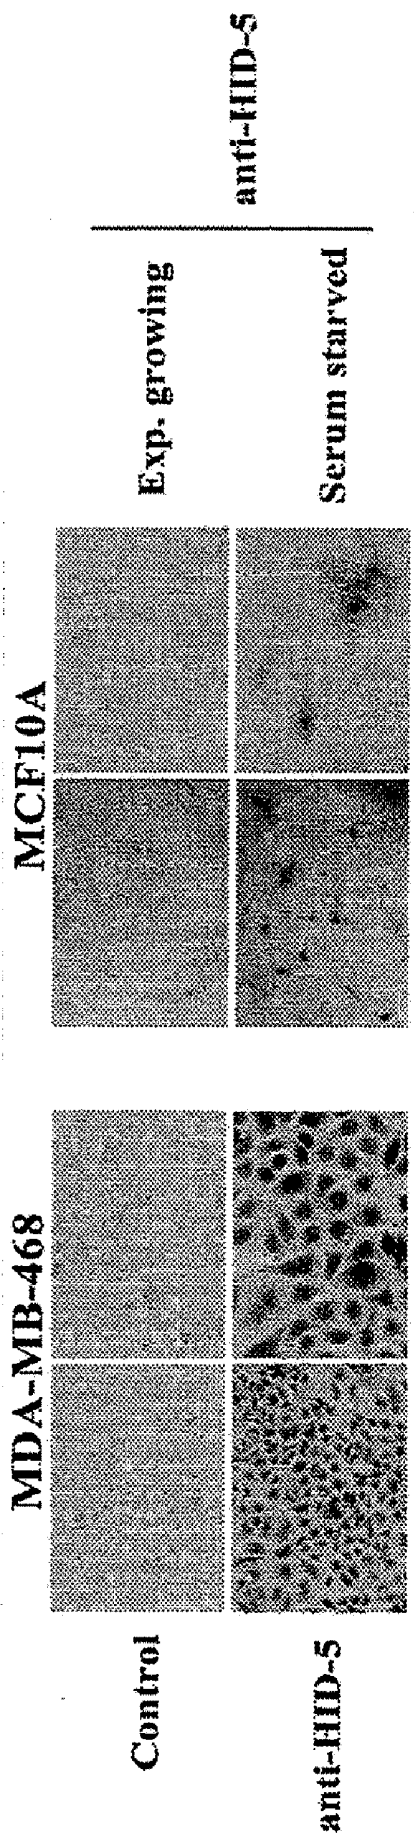 MDA-MB-468
MCF10A
Control
anti-HID-5
Exp. growing
Serum starved
anti-HID-5